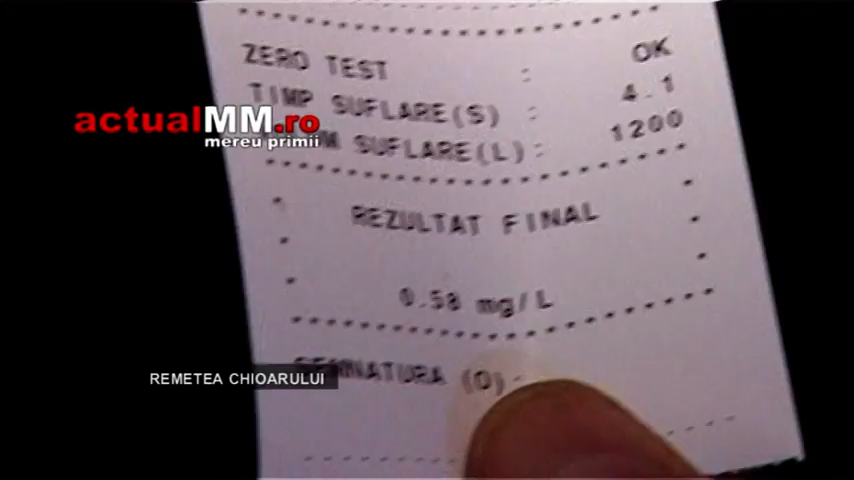 ZERO TEST : OK
TIMP SUFLARE(S) : 4.1
actualMM.ro
SUFLARE(L): 1200
mereu primii
REZULTAT FINAL
0.58 mg/L
SEMNATURA (O)
REMETEA CHIOARULUI